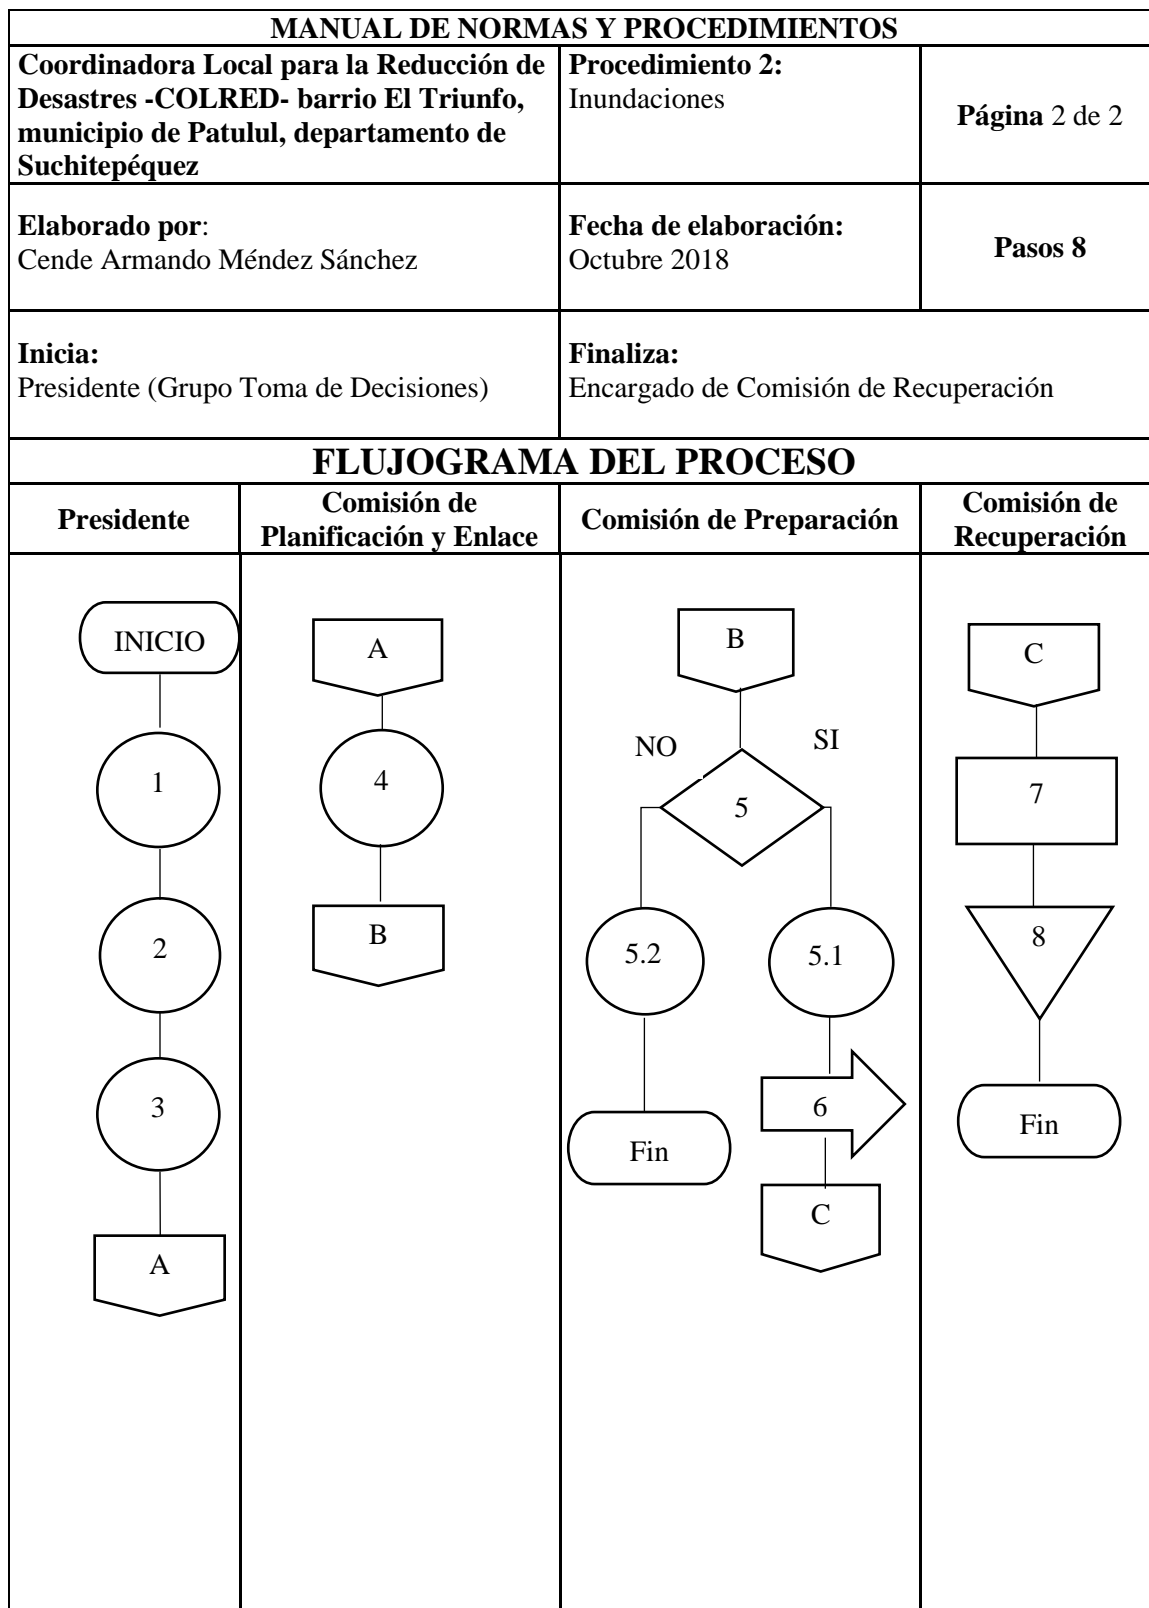 MANUAL DE NORMAS Y PROCEDIMIENTOS
Coordinadora Local para la Reducción de
Desastres -COLRED- barrio El Triunfo,
municipio de Patulul, departamento de
Suchitepéquez
Procedimiento 2:
Inundaciones
Página 2 de 2
Elaborado por:
Cende Armando Méndez Sánchez
Fecha de elaboración:
Octubre 2018
Pasos 8
Inicia:
Presidente (Grupo Toma de Decisiones)
Finaliza:
Encargado de Comisión de Recuperación
FLUJOGRAMA DEL PROCESO
Presidente
Comisión de
Planificación y Enlace
Comisión de Preparación
Comisión de
Recuperación
INICIO
1
2
3
A
A
4
B
B
NO
SI
5
5.2
5.1
Fin
6
C
C
7
8
Fin